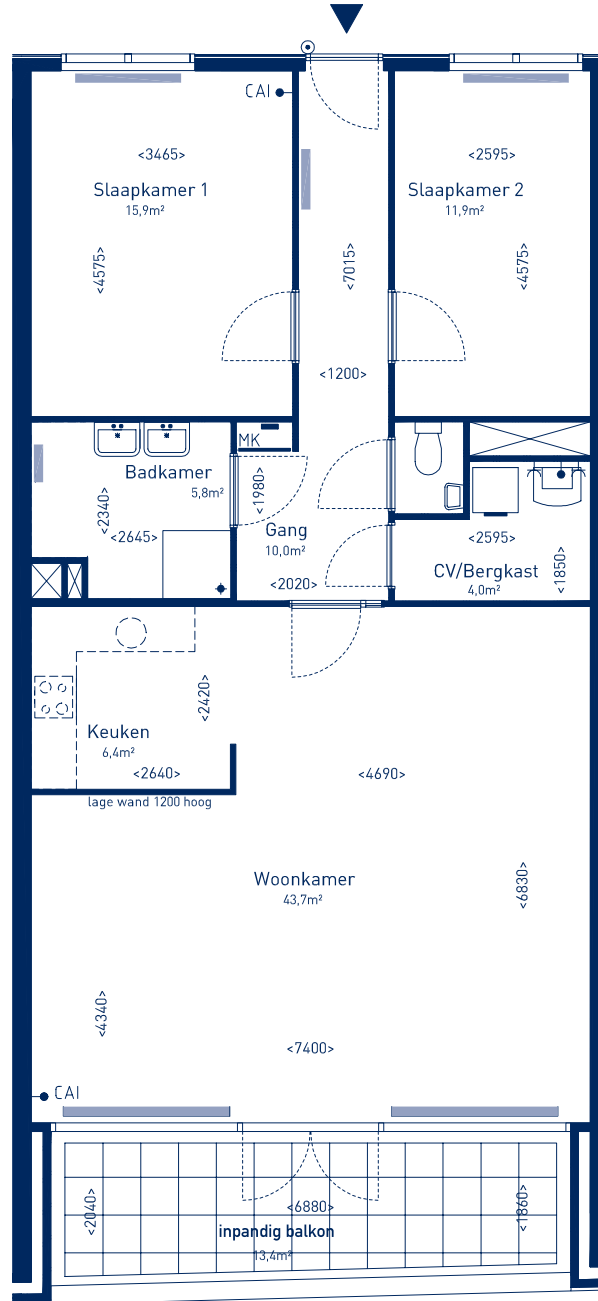 CAI
<3465>
<2595>
Slaapkamer 1
15,9m²
Slaapkamer 2
11,9m²
<4575>
<7015>
<4575>
<1200>
MK
Badkamer
5,8m²
<2340>
<2645>
<1980>
Gang
10,0m²
<2020>
<2595>
CV/Bergkast
4,0m²
<1850>
<2420>
Keuken
6,4m²
<2640>
<4690>
lage wand 1200 hoog
Woonkamer
43,7m²
<6830>
<4340>
<7400>
CAI
<2040>
<6880>
<1860>
inpandig balkon
13,4m²